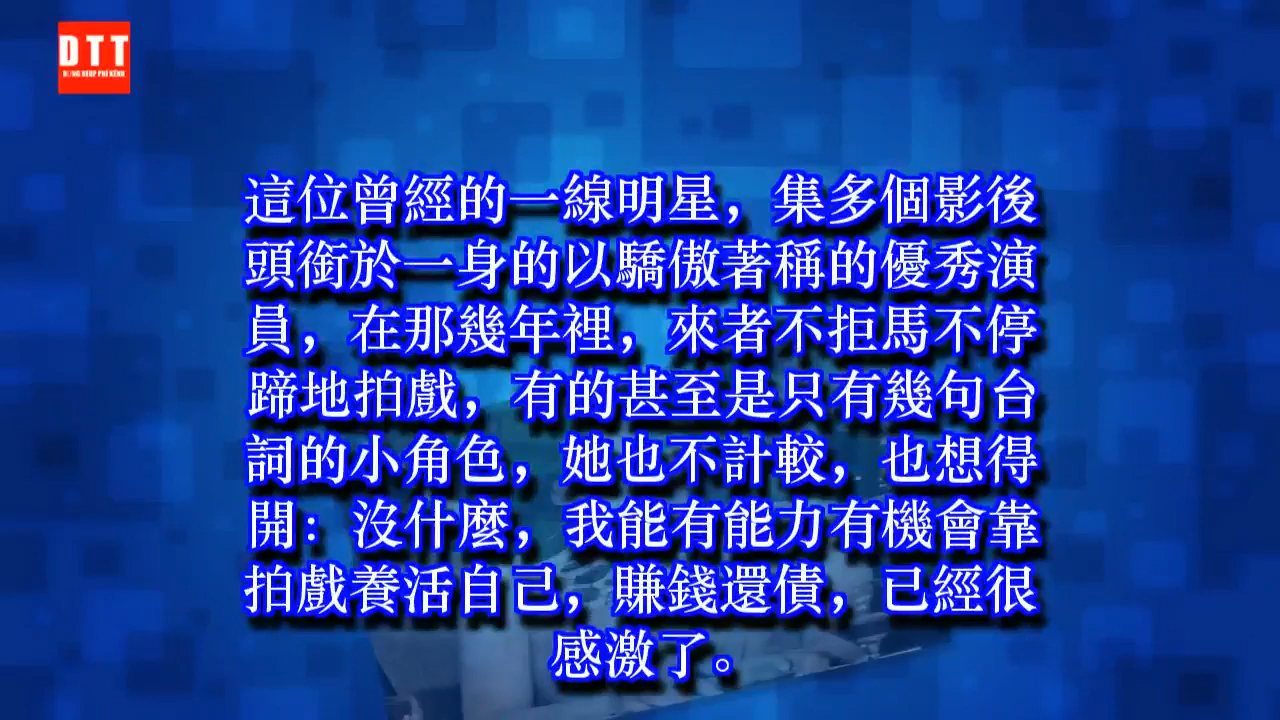 DTT
這位曾經的一線明星，集多個影後
頭銜於一身的以驕傲著稱的優秀演
員，在那幾年裡，來者不拒馬不停
蹄地拍戲，有的甚至是只有幾句台
詞的小角色，她也不計較，也想得
開：沒什麼，我能有能力有機會靠
拍戲養活自己，賺錢還債，已經很
感激了。